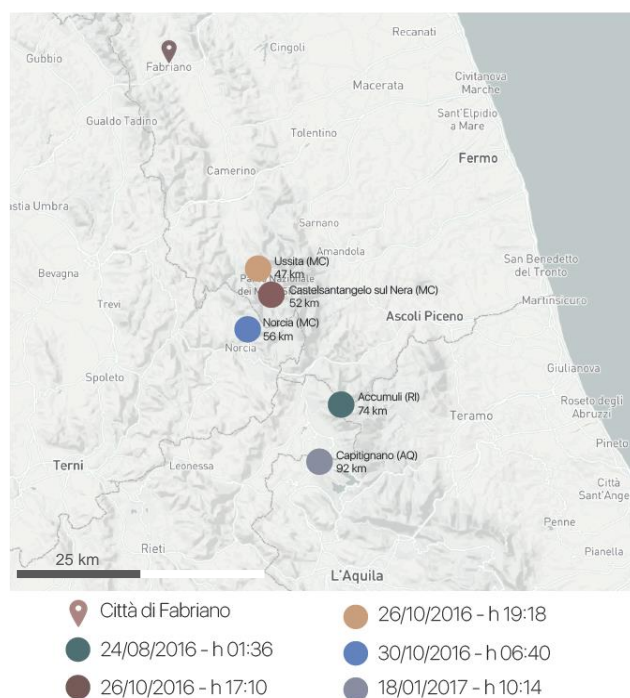 Recanati
Gubbio
Cingoli
Fabriano
Macerata
Civitanova
Marche
Gualdo Tadino
Sant'Elpidio
a Mare
Tolentino
Fermo
Camerino
Sarnano
Amandola
Bevagna
Ussita (MC)
47 km
San Benedetto
del Tronto
Castelsantangelo sul Nera (MC)
52 km
Martinsicuro
Trevi
Ascoli Piceno
Norcia (MC)
56 km
Norcia
Giulianova
Spoleto
Accumuli (RI)
74 km
Roseto degli
Abruzzi
Teramo
Pineto
Capitignano (AQ)
92 km
Terni
Leonessa
Città
Sant'Ange
Penne
Rieti
Pianella
25 km
L'Aquila
Città di Fabriano
26/10/2016 - h 19:18
24/08/2016 - h 01:36
30/10/2016 - h 06:40
26/10/2016 - h 17:10
18/01/2017 - h 10:14